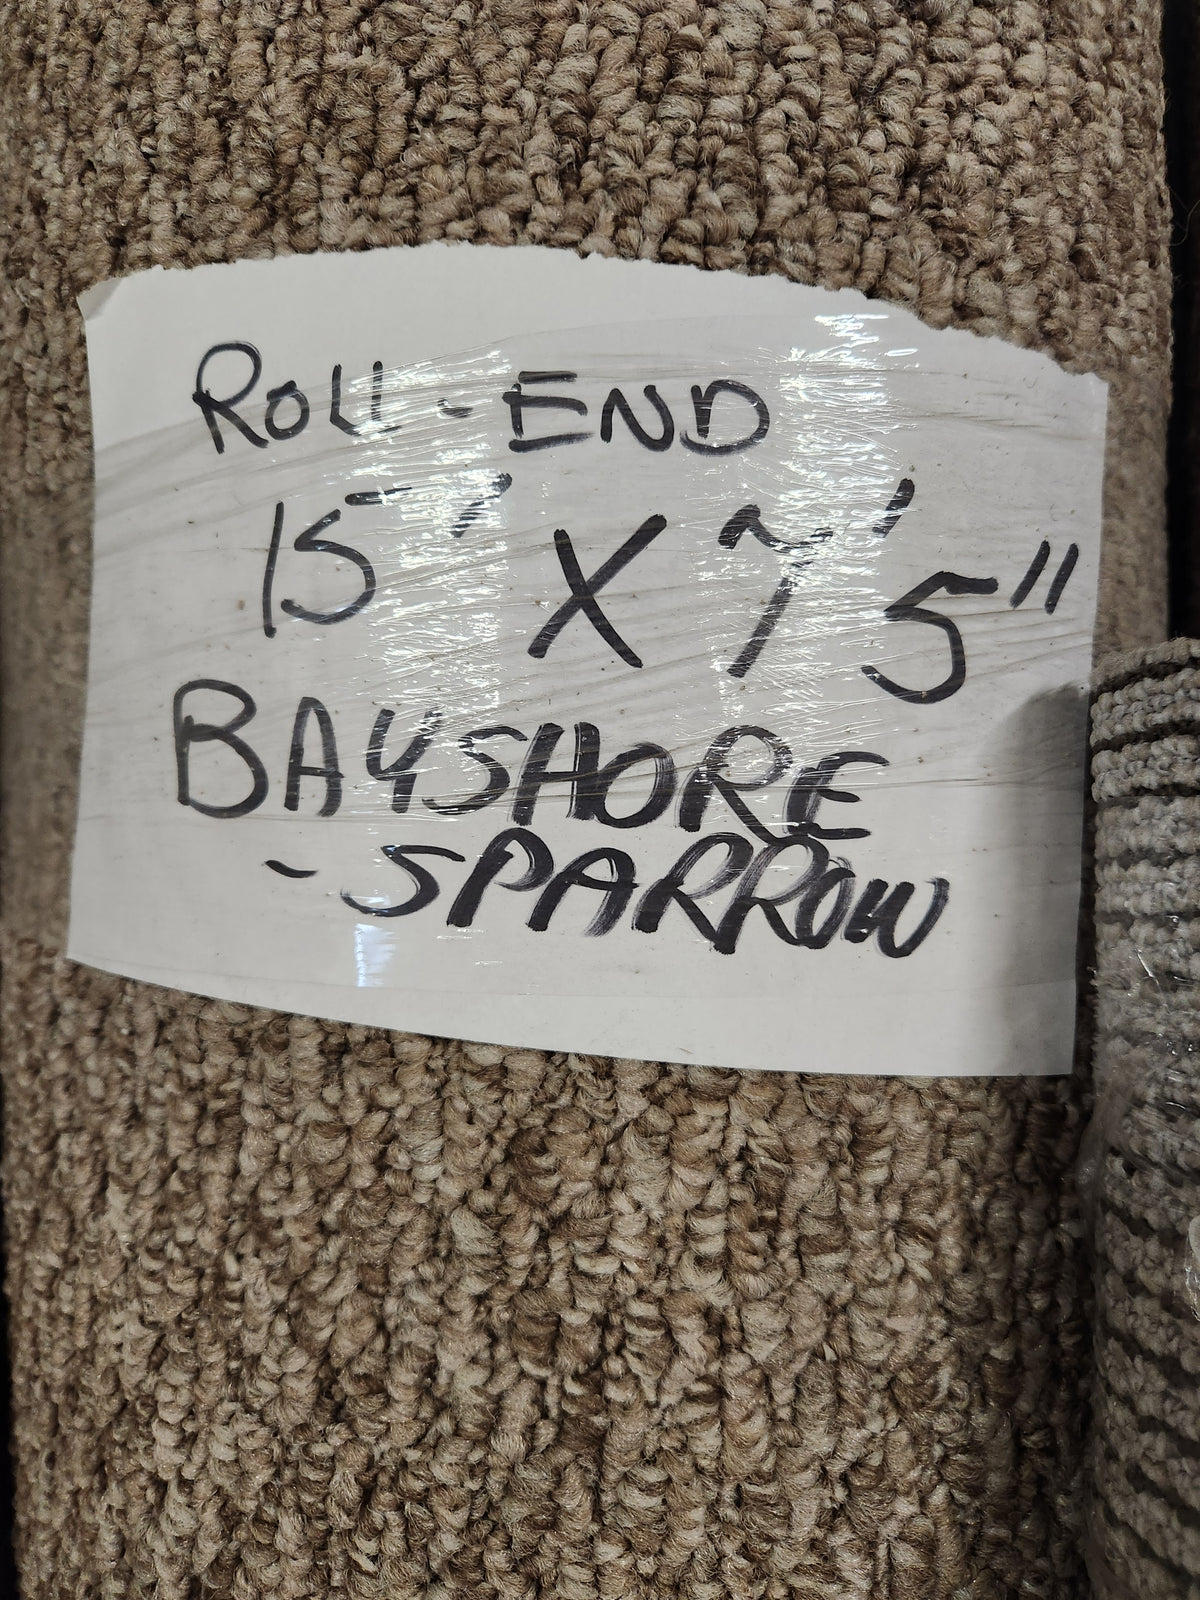 ROLL-END
15' X 7'5"
BAYSHORE
-SPARROW